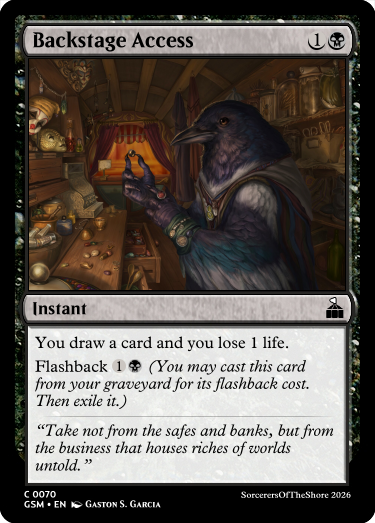 Backstage Access 1
Instant
You draw a card and you lose 1 life.
Flashback 1 (You may cast this card
from your graveyard for its flashback cost.
Then exile it.)
“Take not from the safes and banks, but from
the business that houses riches of worlds
untold.”
C 0070
GSM • EN Gaston S. Garcia
SorcerersOfTheShore 2026